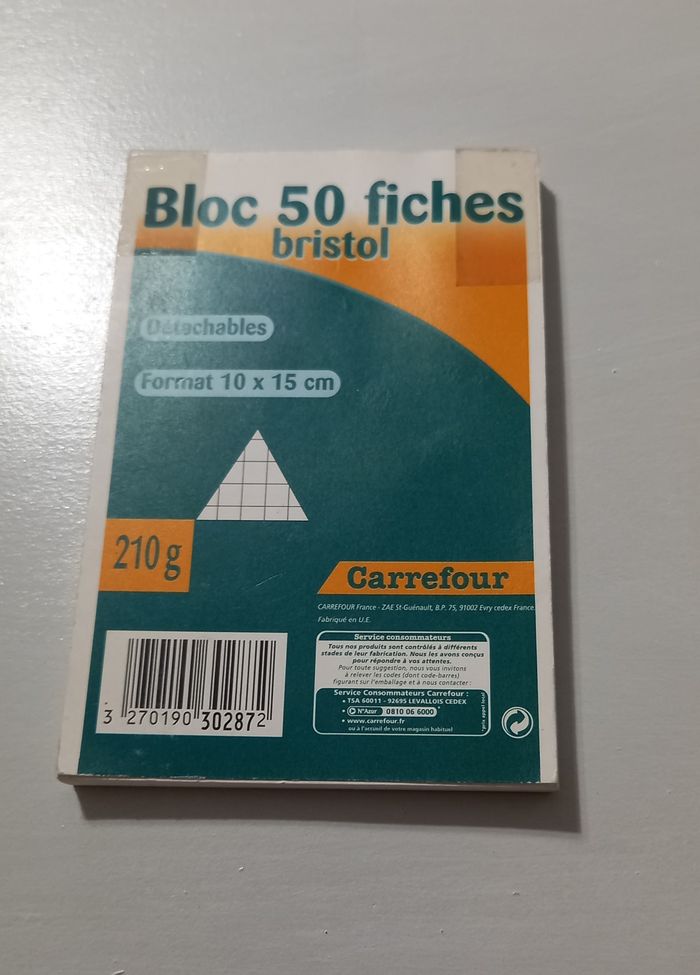 Bloc 50 fiches
bristol
Détachables
Format 10 x 15 cm
210 g
Carrefour
CARREFOUR France - ZAE St-Guénault, B.P. 75, 91002 Evry cedex France.
Fabriqué en U.E.
Service consommateurs
Tous nos produits sont contrôlés à différents
stades de leur fabrication. Nous les avons conçus
pour répondre à vos attentes.
Pour toute suggestion, nous vous invitons
à relever les codes (dont code-barres)
figurant sur l'emballage et à nous contacter :
Service Consommateurs Carrefour :
• TSA 60011 - 92695 LEVALLOIS CEDEX
• N°Azur 0810 06 6000*
• www.carrefour.fr
ou à l'accueil de votre magasin habituel
*prix appel local
3 270190 302872